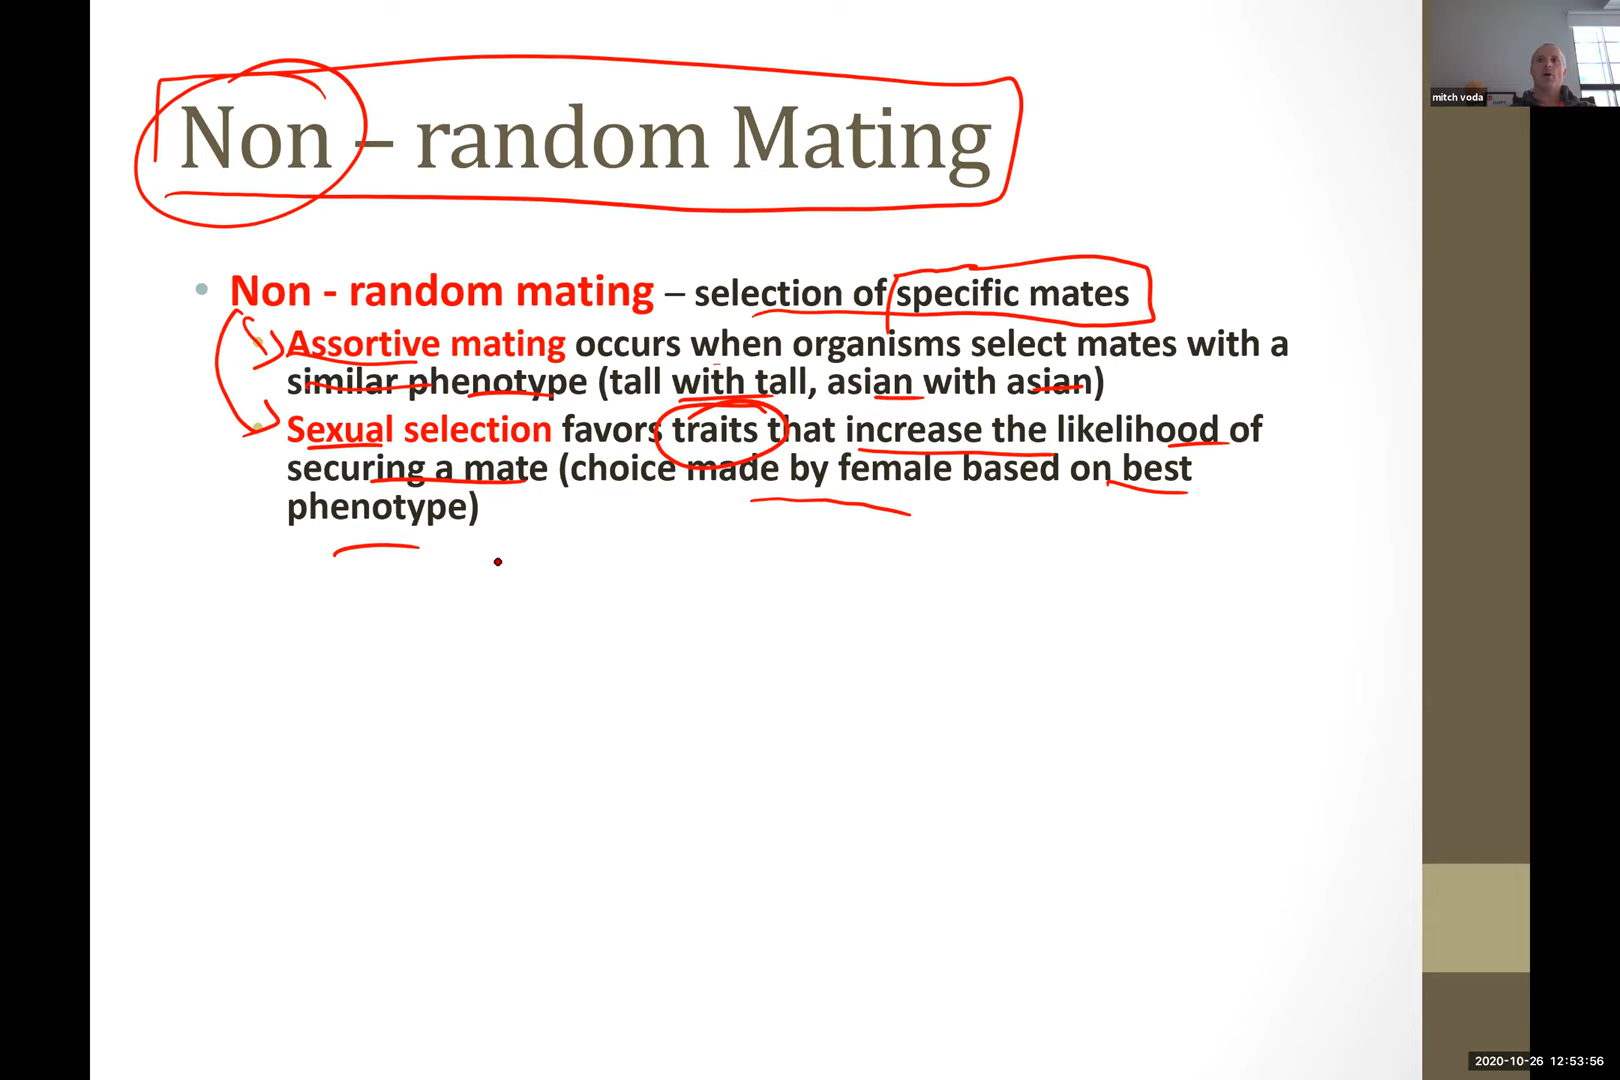 Non – random Mating
mitch voda
• Non - random mating – selection of specific mates
Assortive mating occurs when organisms select mates with a
similar phenotype (tall with tall, asian with asian)
Sexual selection favors traits that increase the likelihood of
securing a mate (choice made by female based on best
phenotype)
2020-10-26 12:53:56